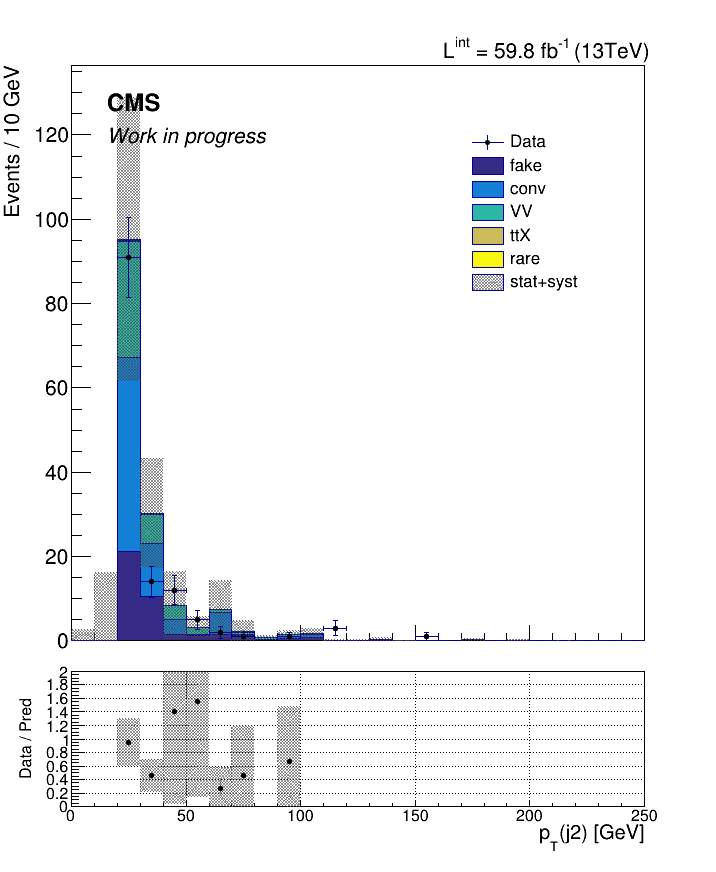 L^int = 59.8 fb^-1 (13TeV)
Events / 10 GeV
CMS
Work in progress
Data
fake
conv
VV
ttX
rare
stat+syst
120
100
80
60
40
20
0
Data / Pred
2
1.8
1.6
1.4
1.2
1
0.8
0.6
0.4
0.2
0
0 50 100 150 200 250
p_T(j2) [GeV]